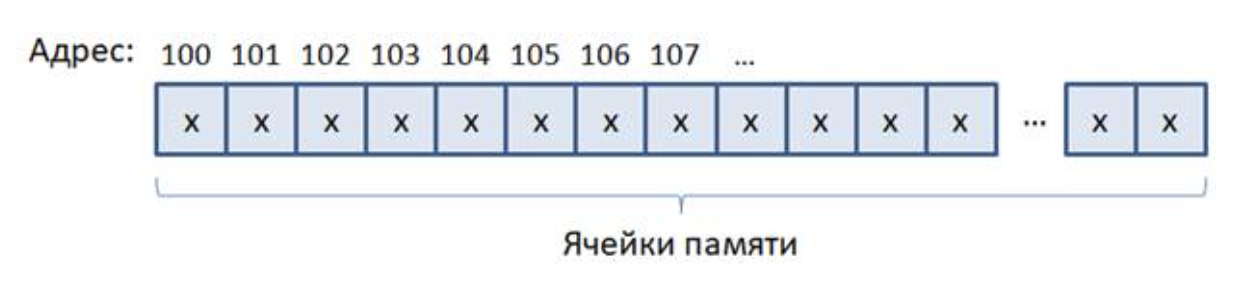 Адрес: 100 101 102 103 104 105 106 107 ...
x x x x x x x x x x x x ... x x
Ячейки памяти